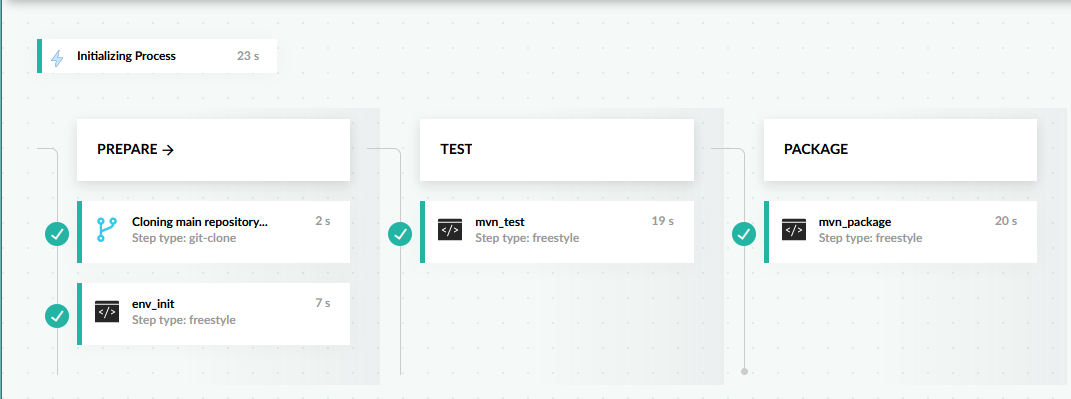 Initializing Process 23 s
PREPARE →
Cloning main repository... 2 s
Step type: git-clone
env_init 7 s
Step type: freestyle
TEST
mvn_test 19 s
Step type: freestyle
PACKAGE
mvn_package 20 s
Step type: freestyle